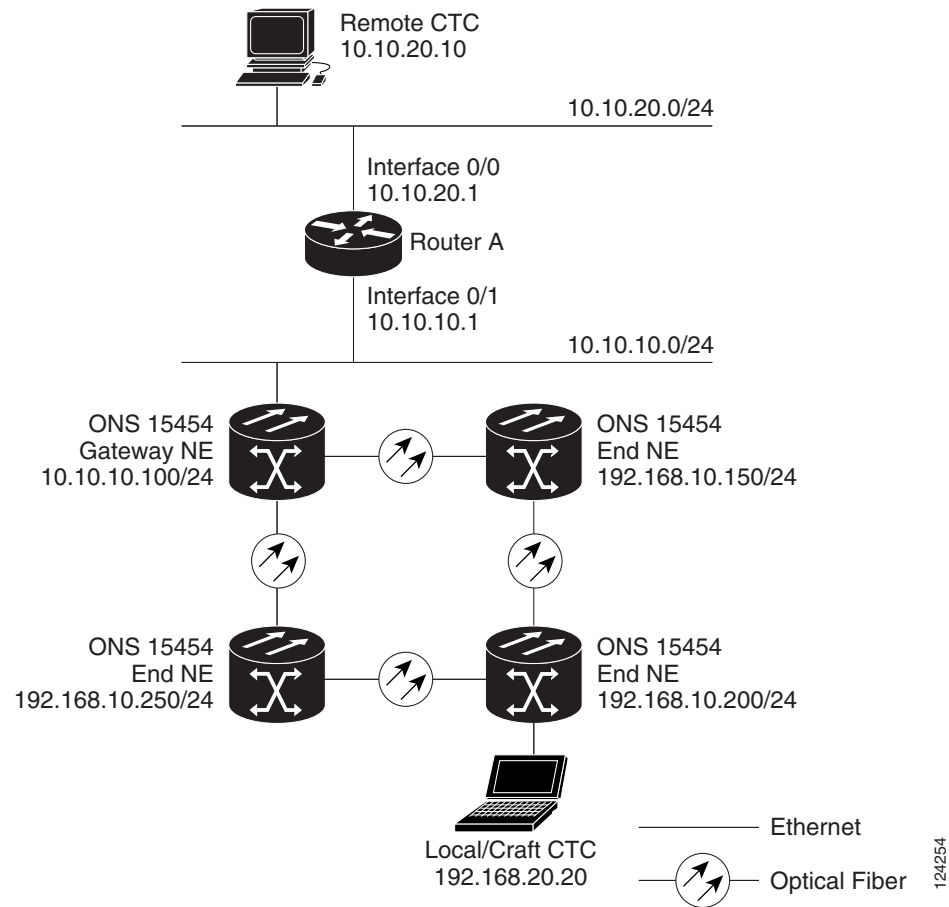 Remote CTC
10.10.20.10
10.10.20.0/24
Interface 0/0
10.10.20.1
Router A
Interface 0/1
10.10.10.1
10.10.10.0/24
ONS 15454
Gateway NE
10.10.10.100/24
ONS 15454
End NE
192.168.10.150/24
ONS 15454
End NE
192.168.10.250/24
ONS 15454
End NE
192.168.10.200/24
Local/Craft CTC
192.168.20.20
Ethernet
Optical Fiber
124254